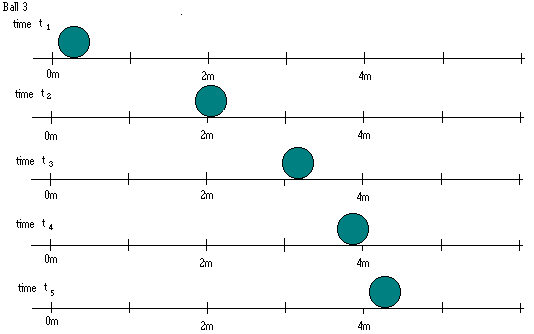 Ball 3
time t1
0m 2m 4m
time t2
0m 2m 4m
time t3
0m 2m 4m
time t4
0m 2m 4m
time t5
0m 2m 4m